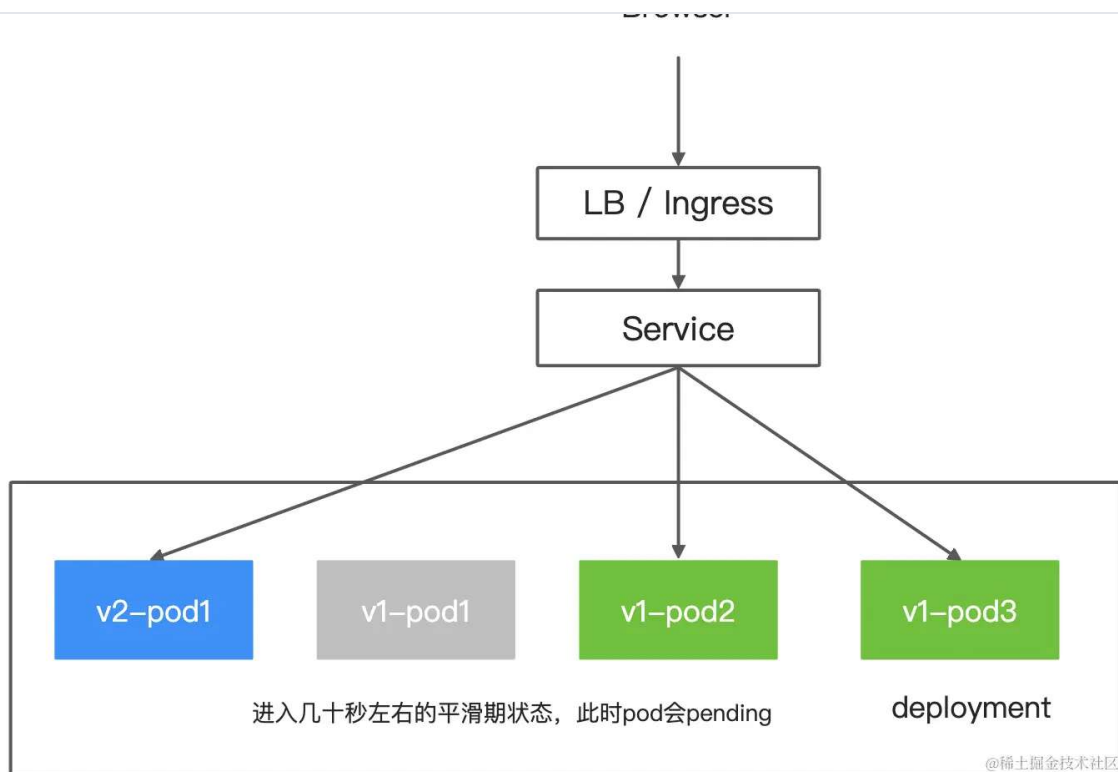 LB / Ingress
Service
v2-pod1
v1-pod1
v1-pod2
v1-pod3
进入几十秒左右的平滑期状态，此时pod会pending
deployment
@稀土掘金技术社区